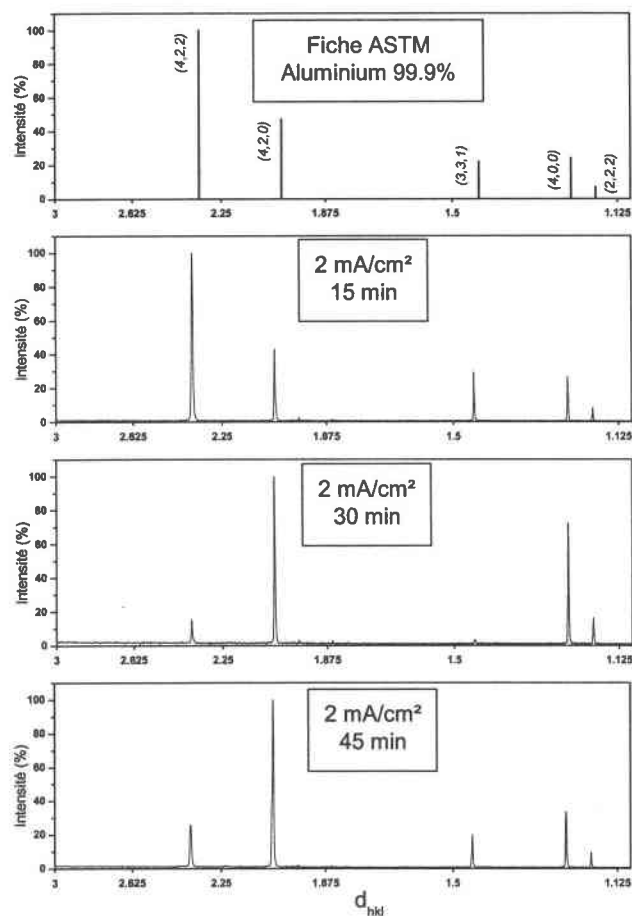 Intensité (%)
100
80
60
40
20
0
(4,2,2)
(4,2,0)
(3,3,1)
(4,0,0)
(2,2,2)
Fiche ASTM
Aluminium 99.9%
3 2.625 2.25 1.875 1.5 1.125
Intensité (%)
100
80
60
40
20
0
2 mA/cm²
15 min
3 2.625 2.25 1.875 1.5 1.125
Intensité (%)
100
80
60
40
20
0
2 mA/cm²
30 min
3 2.625 2.25 1.875 1.5 1.125
Intensité (%)
100
80
60
40
20
0
2 mA/cm²
45 min
3 2.625 2.25 1.875 1.5 1.125
d_hkl